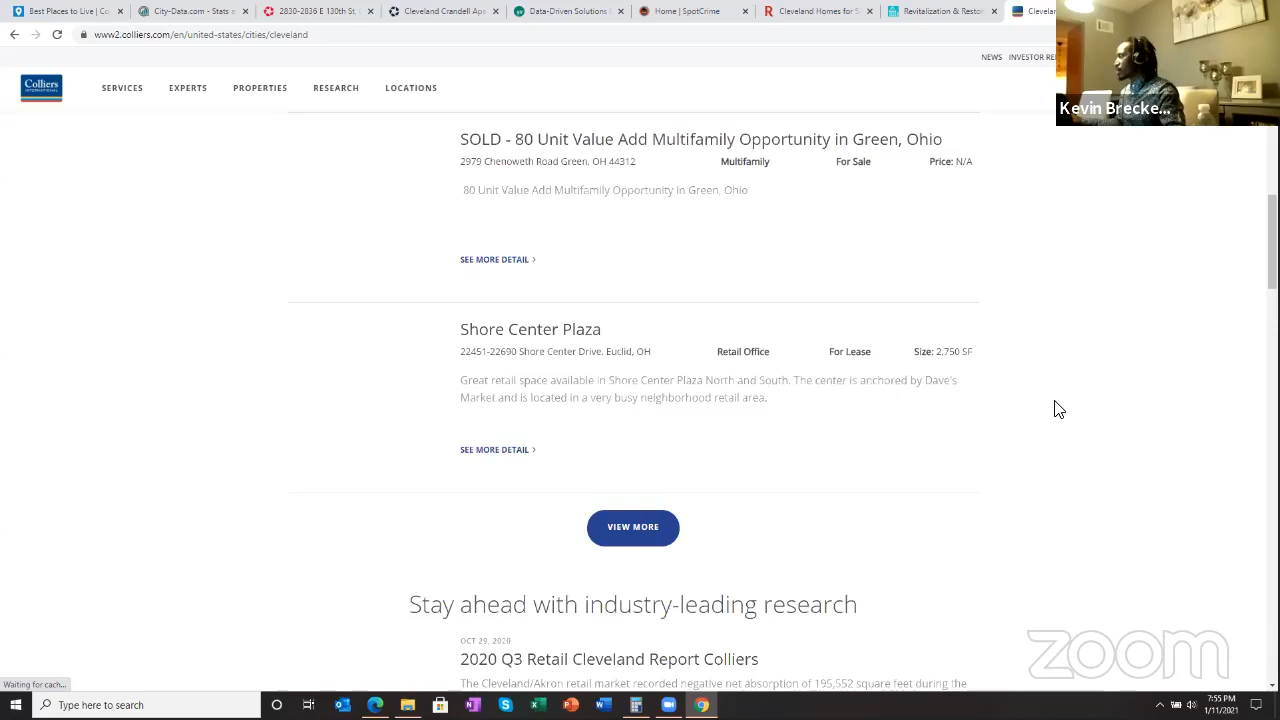 City-Data.com - Stats
2830-2836 E 130th St
Cleveland Crandell Ap
Data-Driven Solutions
Home | SpotCrime
Cleveland Homes for S
Revitalization & Resto
Clevelan
www2.colliers.com/en/united-states/cities/cleveland
NEWS INVESTOR RE
Colliers
INTERNATIONAL
SERVICES EXPERTS PROPERTIES RESEARCH LOCATIONS
Kevin Brecke...
SOLD - 80 Unit Value Add Multifamily Opportunity in Green, Ohio
2979 Chenoweth Road Green, OH 44312 Multifamily For Sale Price: N/A
80 Unit Value Add Multifamily Opportunity in Green, Ohio
SEE MORE DETAIL >
Shore Center Plaza
22451-22690 Shore Center Drive, Euclid, OH Retail Office For Lease Size: 2,750 SF
Great retail space available in Shore Center Plaza North and South. The center is anchored by Dave's
Market and is located in a very busy neighborhood retail area.
SEE MORE DETAIL >
VIEW MORE
Stay ahead with industry-leading research
OCT 29, 2020
2020 Q3 Retail Cleveland Report Colliers
The Cleveland/Akron retail market recorded negative net absorption of 195,552 square feet during the
zoom
Waiting for cach...
Type here to search
7:55 PM
1/11/2021